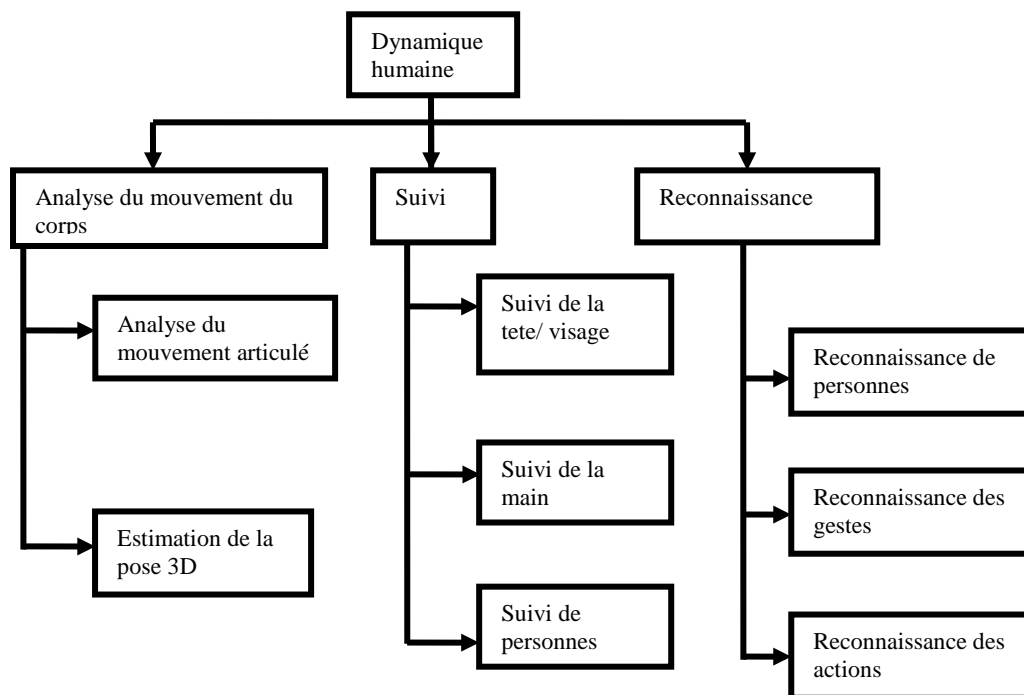 Dynamique
humaine
Analyse du mouvement du
corps
Suivi
Reconnaissance
Analyse du
mouvement articulé
Estimation de la
pose 3D
Suivi de la
tete/ visage
Suivi de la
main
Suivi de
personnes
Reconnaissance de
personnes
Reconnaissance des
gestes
Reconnaissance des
actions